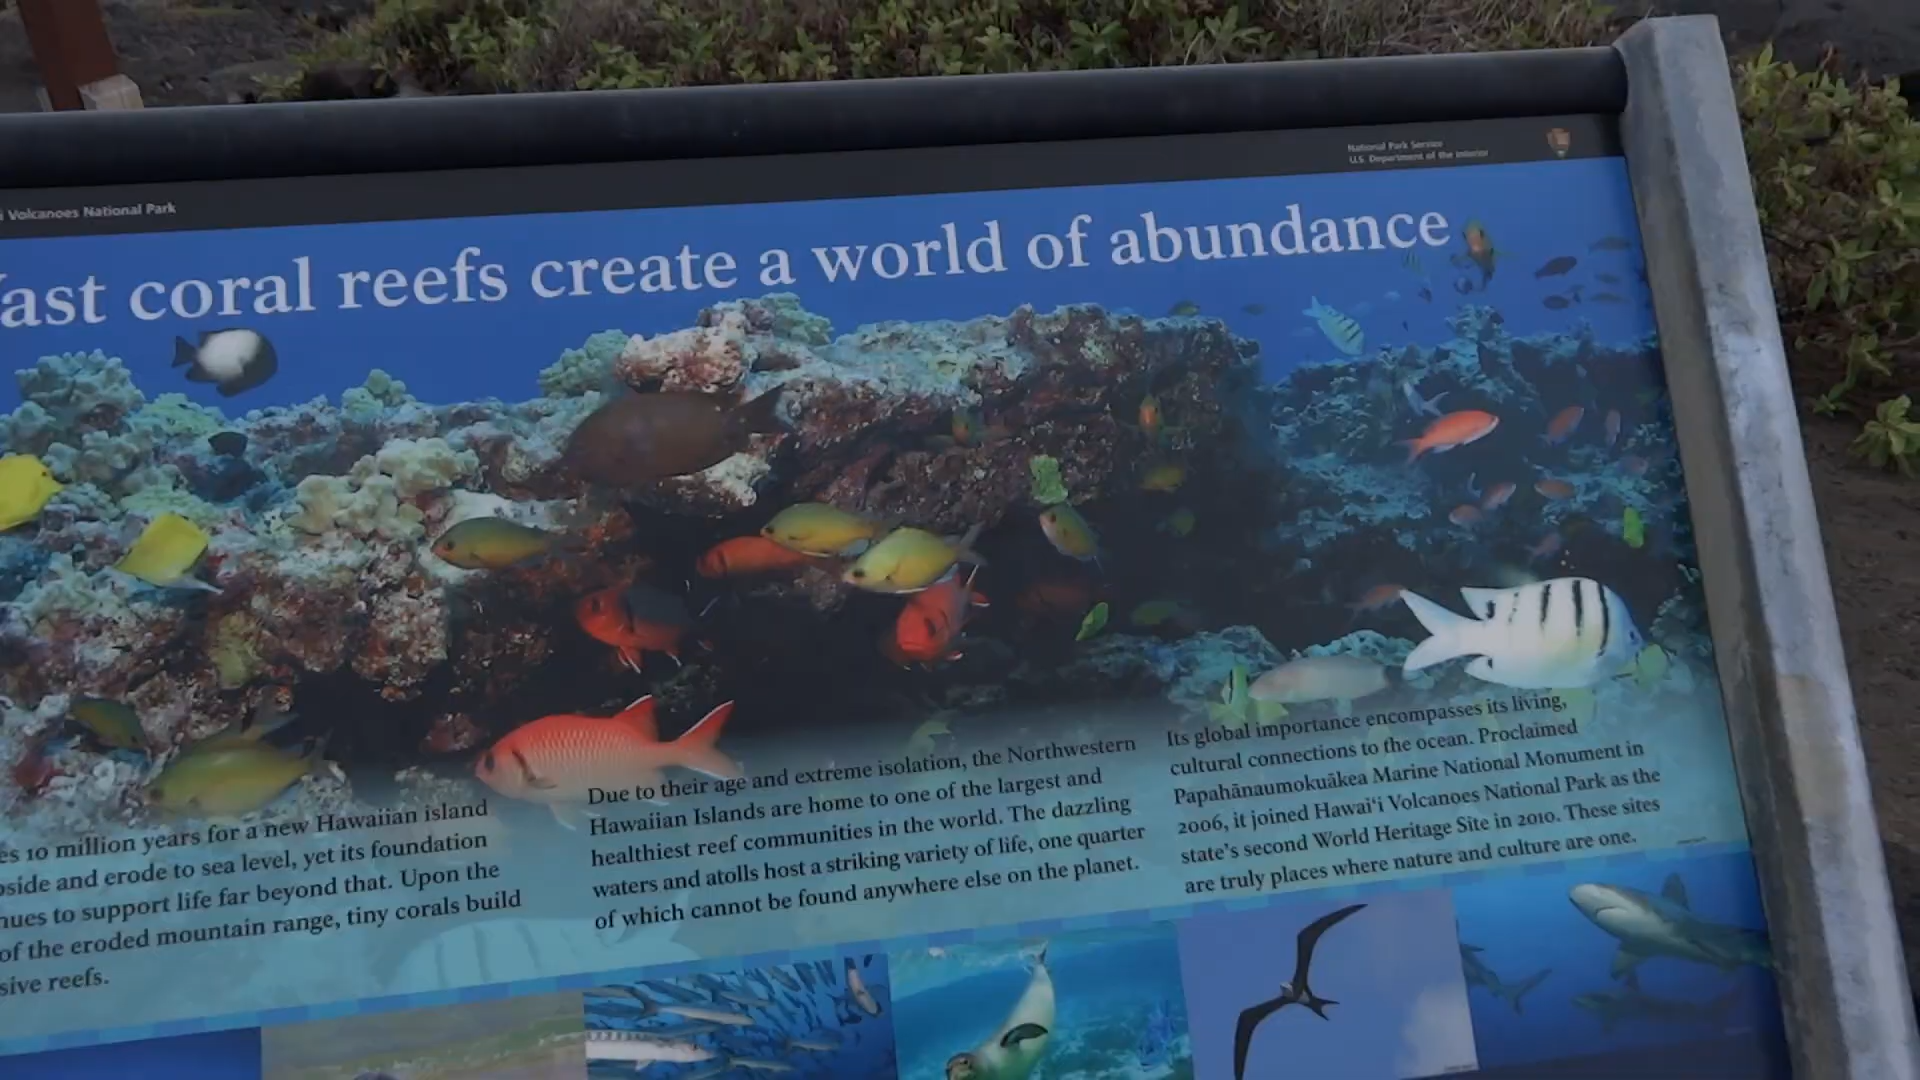 i Volcanoes National Park
National Park Service
U.S. Department of the Interior
Vast coral reefs create a world of abundance
es 10 million years for a new Hawaiian island
side and erode to sea level, yet its foundation
nues to support life far beyond that. Upon the
of the eroded mountain range, tiny corals build
sive reefs.
Due to their age and extreme isolation, the Northwestern
Hawaiian Islands are home to one of the largest and
healthiest reef communities in the world. The dazzling
waters and atolls host a striking variety of life, one quarter
of which cannot be found anywhere else on the planet.
Its global importance encompasses its living,
cultural connections to the ocean. Proclaimed
Papahānaumokuākea Marine National Monument in
2006, it joined Hawaiʻi Volcanoes National Park as the
state's second World Heritage Site in 2010. These sites
are truly places where nature and culture are one.